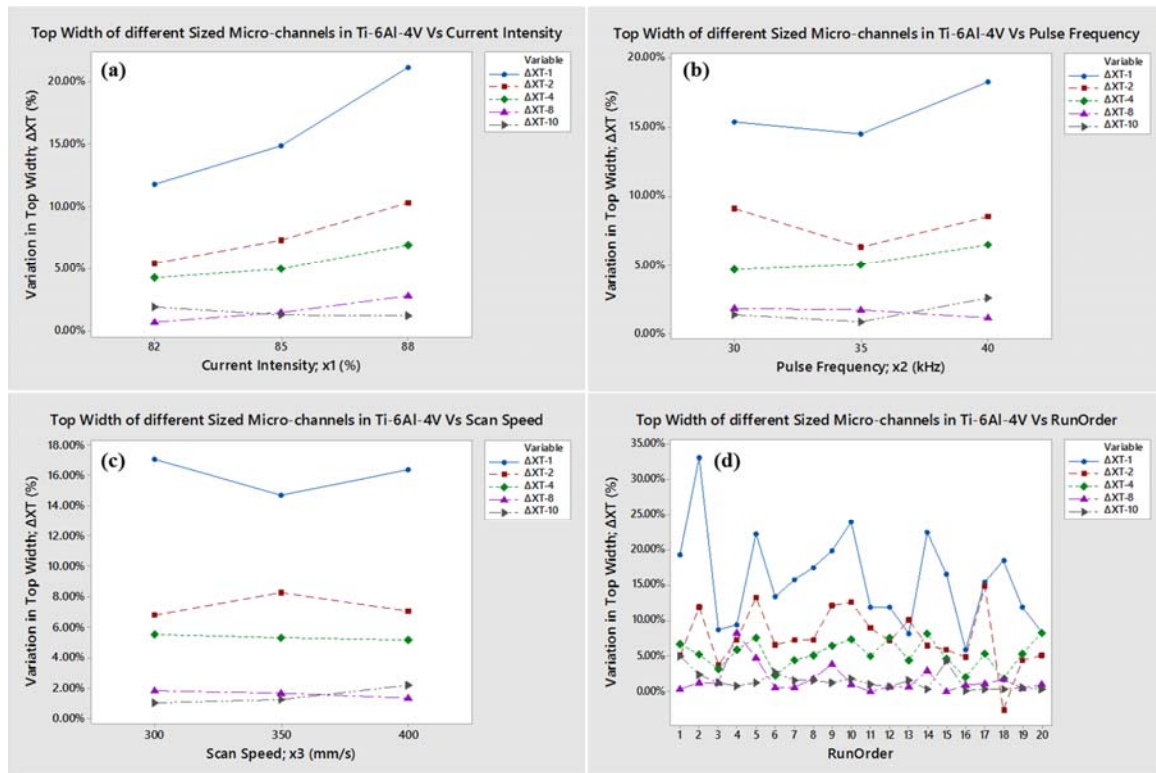 Top Width of different Sized Micro-channels in Ti-6Al-4V Vs Current Intensity
(a)
Variable
ΔXT-1
ΔXT-2
ΔXT-4
ΔXT-8
ΔXT-10
Variation in Top Width; ΔXT (%)
20.00%
15.00%
10.00%
5.00%
0.00%
82 85 88
Current Intensity; x1 (%)
Top Width of different Sized Micro-channels in Ti-6Al-4V Vs Pulse Frequency
(b)
Variable
ΔXT-1
ΔXT-2
ΔXT-4
ΔXT-8
ΔXT-10
Variation in Top Width; ΔXT (%)
20.00%
15.00%
10.00%
5.00%
0.00%
30 35 40
Pulse Frequency; x2 (kHz)
Top Width of different Sized Micro-channels in Ti-6Al-4V Vs Scan Speed
(c)
Variable
ΔXT-1
ΔXT-2
ΔXT-4
ΔXT-8
ΔXT-10
Variation in Top Width; ΔXT (%)
18.00%
16.00%
14.00%
12.00%
10.00%
8.00%
6.00%
4.00%
2.00%
0.00%
300 350 400
Scan Speed; x3 (mm/s)
Top Width of different Sized Micro-channels in Ti-6Al-4V Vs RunOrder
(d)
Variable
ΔXT-1
ΔXT-2
ΔXT-4
ΔXT-8
ΔXT-10
Variation in Top Width; ΔXT (%)
35.00%
30.00%
25.00%
20.00%
15.00%
10.00%
5.00%
0.00%
1 2 3 4 5 6 7 8 9 10 11 12 13 14 15 16 17 18 19 20
RunOrder